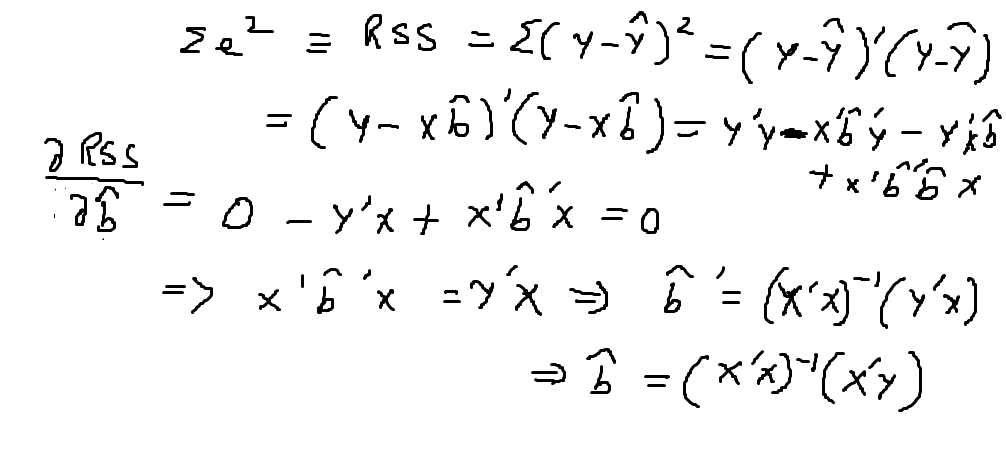 Σe² ≡ RSS = Σ(y-ŷ)² = (y-ŷ)'(y-ŷ)
= (y-xb̂)'(y-xb̂) = y'y-x'b̂'y - y'xb̂
+ x'b̂b̂'x
∂RSS/∂b̂ = 0 - y'x + x'b̂'x = 0
=> x'b̂'x = y'x => b̂' = (x'x)⁻¹(y'x)
=> b̂ = (x'x)⁻¹(x'y)